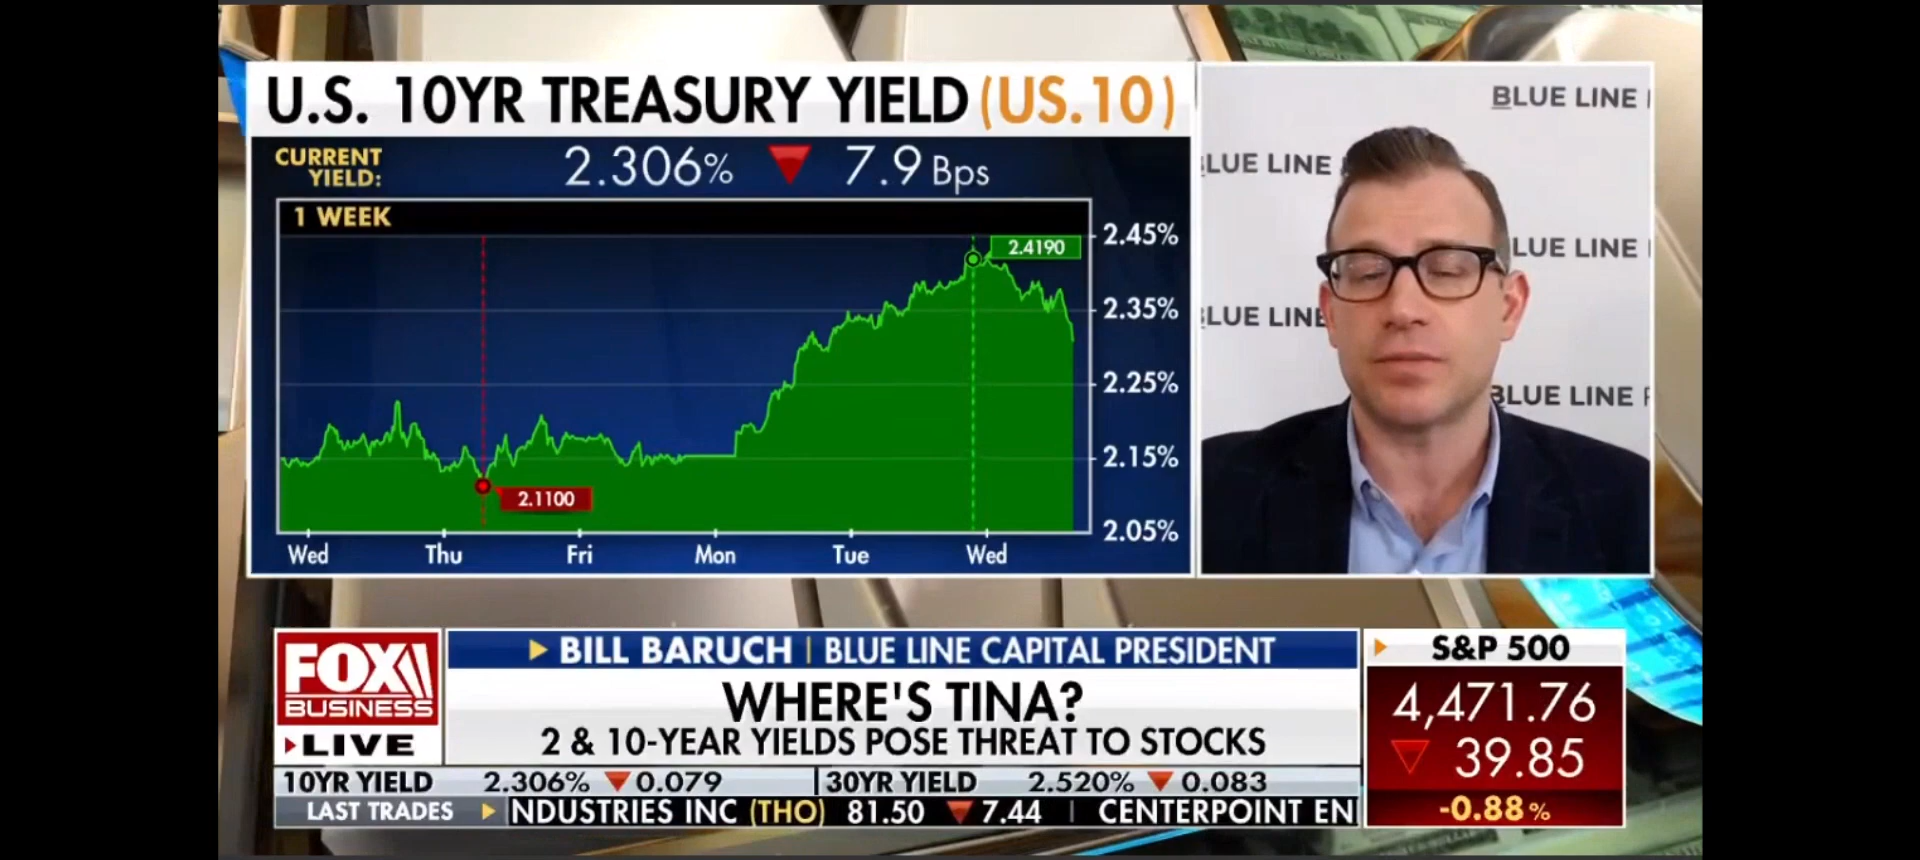 U.S. 10YR TREASURY YIELD (US.10)
CURRENT YIELD: 2.306% ▼ 7.9 Bps
1 WEEK
2.4190
2.1100
2.45%
2.35%
2.25%
2.15%
2.05%
Wed Thu Fri Mon Tue Wed
BLUE LINE
LUE LINE
LUE LINE
LUE LINE
BLUE LINE
FOX BUSINESS
LIVE
BILL BARUCH | BLUE LINE CAPITAL PRESIDENT
WHERE'S TINA?
2 & 10-YEAR YIELDS POSE THREAT TO STOCKS
10YR YIELD 2.306% ▼ 0.079 | 30YR YIELD 2.520% ▼ 0.083
LAST TRADES NDUSTRIES INC (THO) 81.50 ▼ 7.44 | CENTERPOINT EN
S&P 500
4,471.76
▼ 39.85
-0.88%